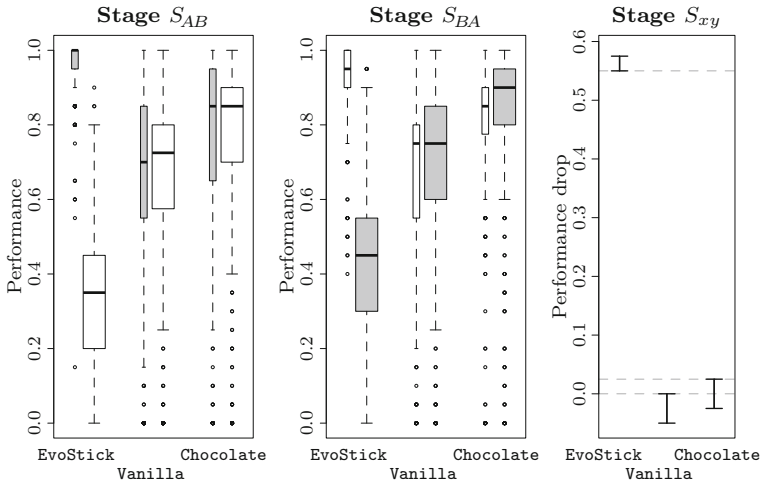 Stage S_AB
Performance
1.0
0.8
0.6
0.4
0.2
0.0
EvoStick
Vanilla
Chocolate
Stage S_BA
Performance
1.0
0.8
0.6
0.4
0.2
0.0
EvoStick
Vanilla
Chocolate
Stage S_xy
Performance drop
0.6
0.5
0.4
0.3
0.2
0.1
0.0
EvoStick
Vanilla
Chocolate